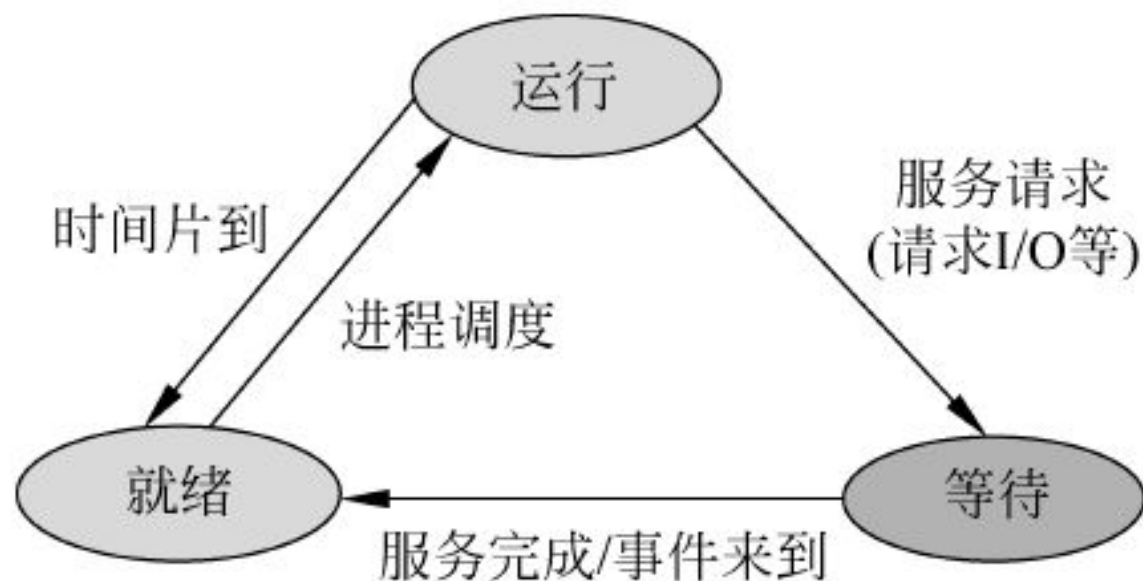 运行
时间片到
服务请求
(请求I/O等)
进程调度
就绪
等待
服务完成/事件来到